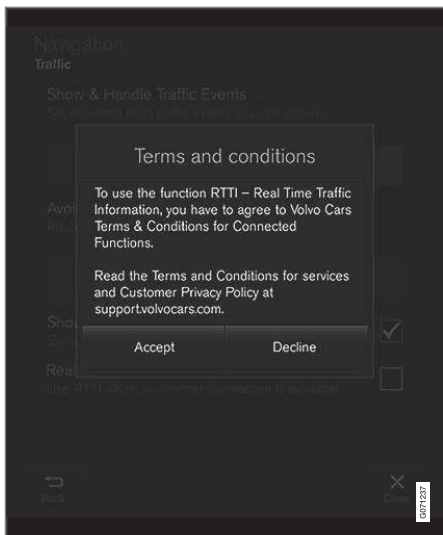 Navigation
Traffic
Show & Handle Traffic Events
Terms and conditions
To use the function RTTI – Real Time Traffic
Information, you have to agree to Volvo Cars
Terms & Conditions for Connected
Functions.
Read the Terms and Conditions for services
and Customer Privacy Policy at
support.volvocars.com.
Accept
Decline
Back
Close
G071237